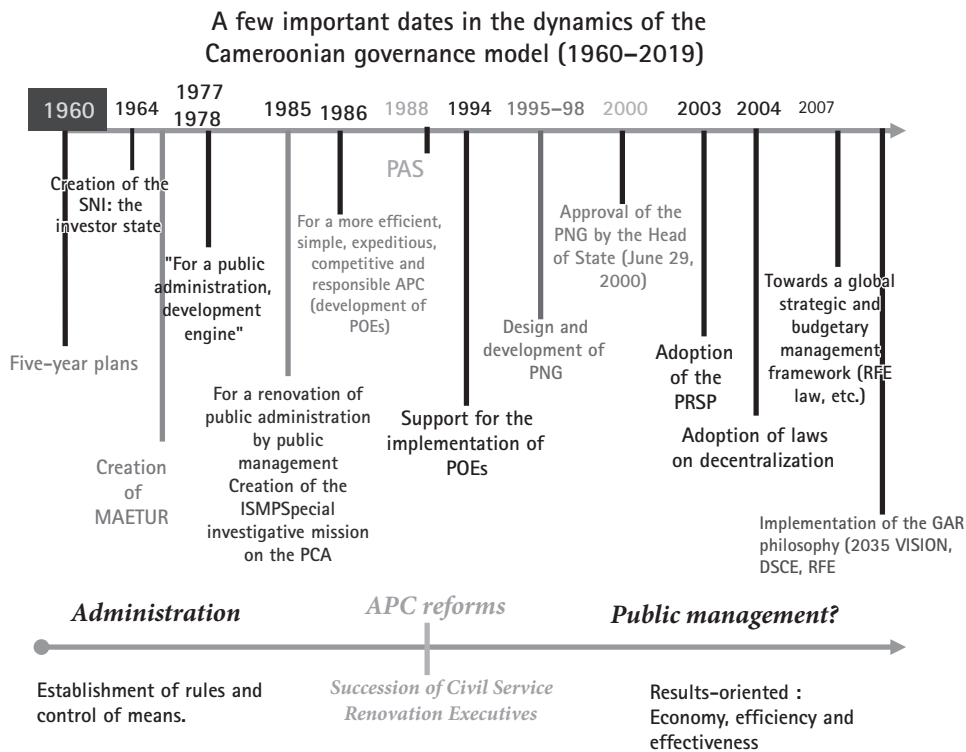 A few important dates in the dynamics of the
Cameroonian governance model (1960–2019)
1960
1964
1977
1978
1985
1986
1988
1994
1995–98
2000
2003
2004
2007
Five-year plans
Creation of the
SNI: the
investor state
Creation
of
MAETUR
"For a public
administration,
development
engine"
For a renovation of
public administration
by public
management
Creation of the
ISMPSpecial
investigative mission
on the PCA
For a more efficient,
simple, expeditious,
competitive and
responsible APC
(development of
POEs)
PAS
Support for the
implementation of
POEs
Design and
development of
PNG
Approval of the
PNG by the Head
of State (June 29,
2000)
Adoption
of the
PRSP
Adoption of laws
on decentralization
Towards a global
strategic and
budgetary
management
framework (RFE
law, etc.)
Implementation of the GAR
philosophy (2035 VISION,
DSCE, RFE
Administration
APC reforms
Public management?
Establishment of rules and
control of means.
Succession of Civil Service
Renovation Executives
Results-oriented :
Economy, efficiency and
effectiveness